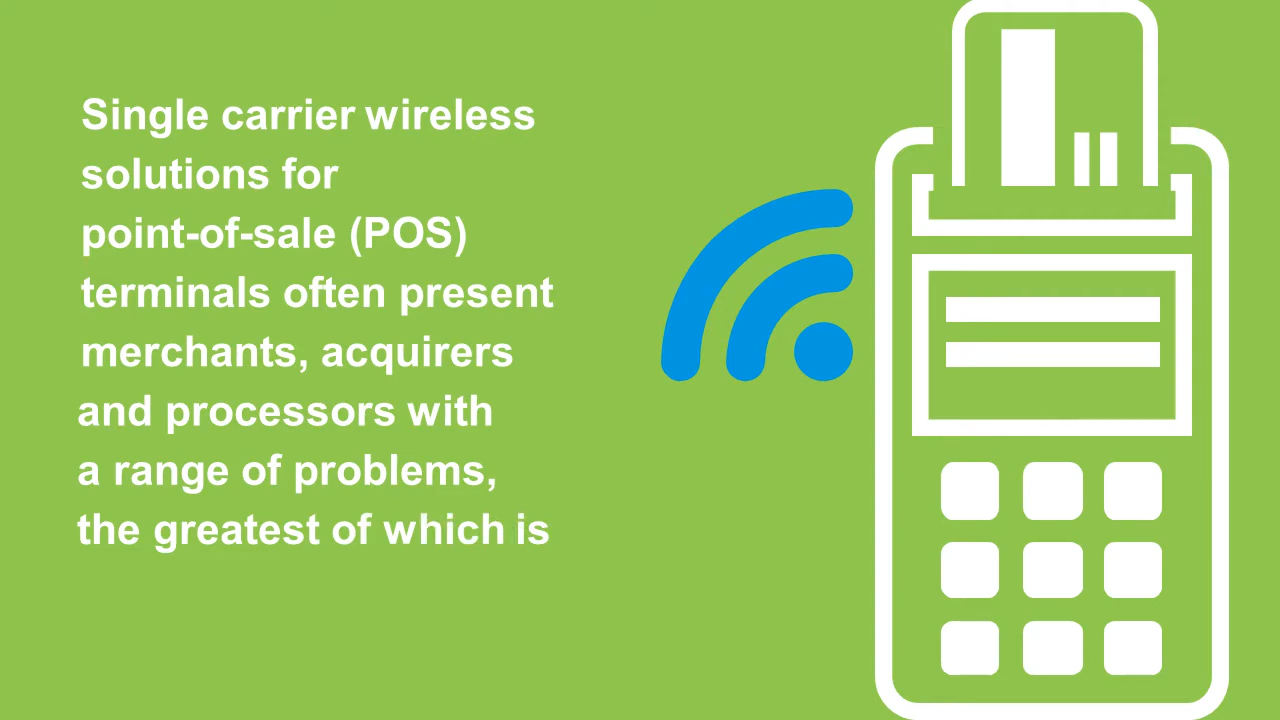 Single carrier wireless
solutions for
point-of-sale (POS)
terminals often present
merchants, acquirers
and processors with
a range of problems,
the greatest of which is